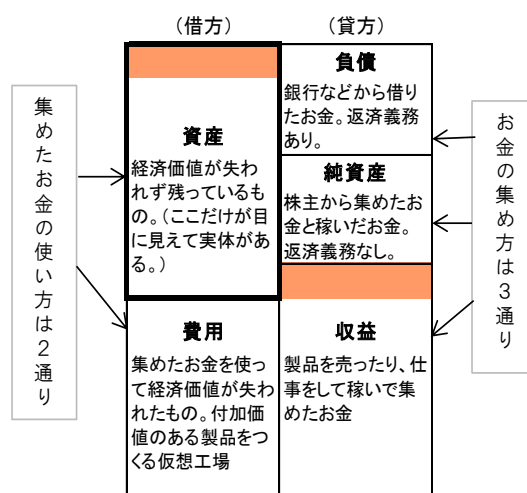 （借方）
（貸方）
集めたお金の使い方は２通り
資産
経済価値が失わ
れず残っているも
の。（ここだけが目
に見えて実体があ
る。）
費用
集めたお金を使っ
て経済価値が失わ
れたもの。付加価
値のある製品をつ
くる仮想工場
負債
銀行などから借り
たお金。返済義務
あり。
純資産
株主から集めたお
金と稼いだお金。
返済義務なし。
収益
製品を売ったり、仕
事をして稼いで集
めたお金
お金の集め方は３通り